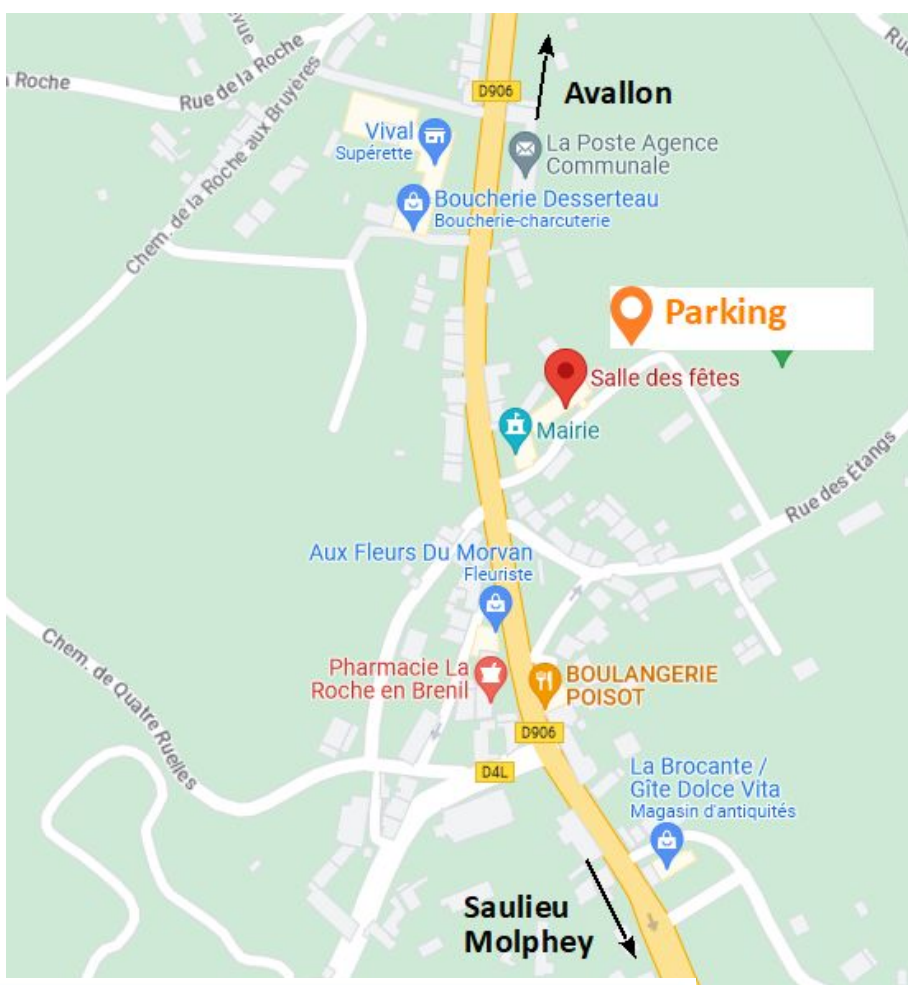 vue
Rue de la Roche
Roche
Chem. de la Roche aux Bruyères
D906
Avallon
Vival
Supérette
La Poste Agence
Communale
Boucherie Desserteau
Boucherie-charcuterie
Parking
Salle des fêtes
Mairie
Rue des Étangs
Aux Fleurs Du Morvan
Fleuriste
Chem. de Quatre Ruelles
Pharmacie La
Roche en Brenil
BOULANGERIE
POISOT
D906
D4L
La Brocante /
Gîte Dolce Vita
Magasin d'antiquités
Saulieu
Molphey